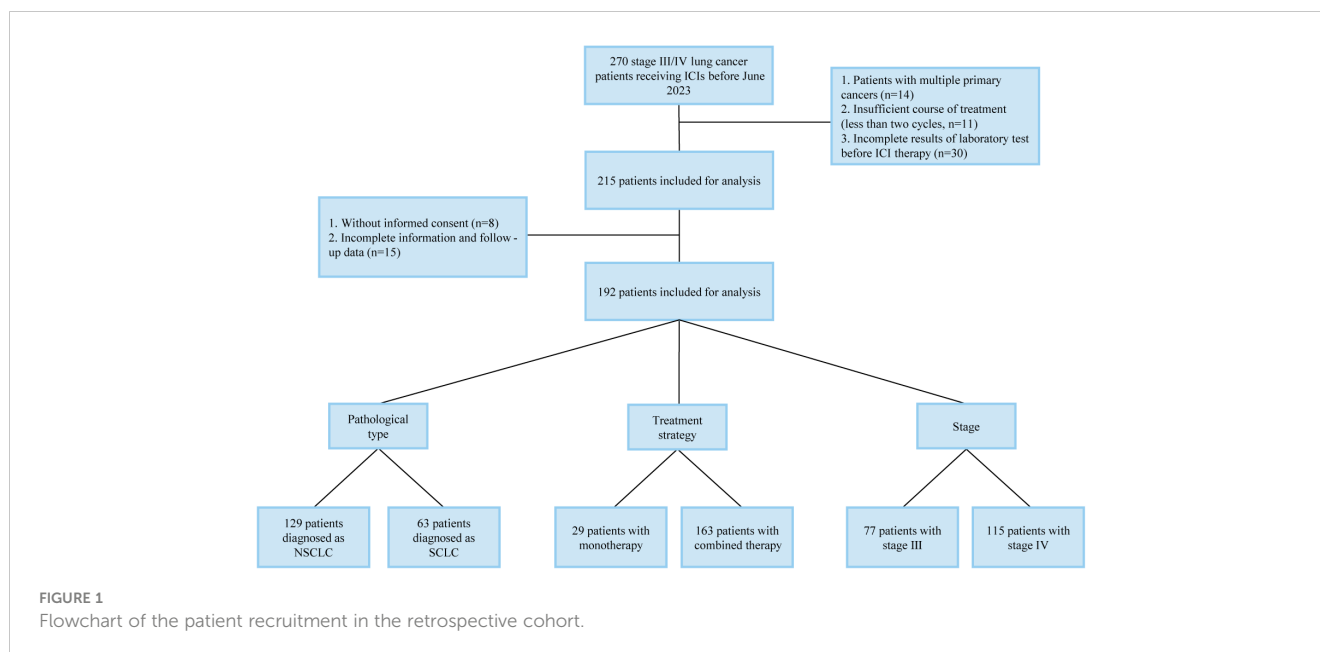 270 stage III/IV lung cancer
patients receiving ICIs before June
2023
1. Patients with multiple primary
cancers (n=14)
2. Insufficient course of treatment
(less than two cycles, n=11)
3. Incomplete results of laboratory test
before ICI therapy (n=30)
215 patients included for analysis
1. Without informed consent (n=8)
2. Incomplete information and follow -
up data (n=15)
192 patients included for analysis
Pathological
type
Treatment
strategy
Stage
129 patients
diagnosed as
NSCLC
63 patients
diagnosed as
SCLC
29 patients with
monotherapy
163 patients with
combined therapy
77 patients with
stage III
115 patients with
stage IV
FIGURE 1
Flowchart of the patient recruitment in the retrospective cohort.